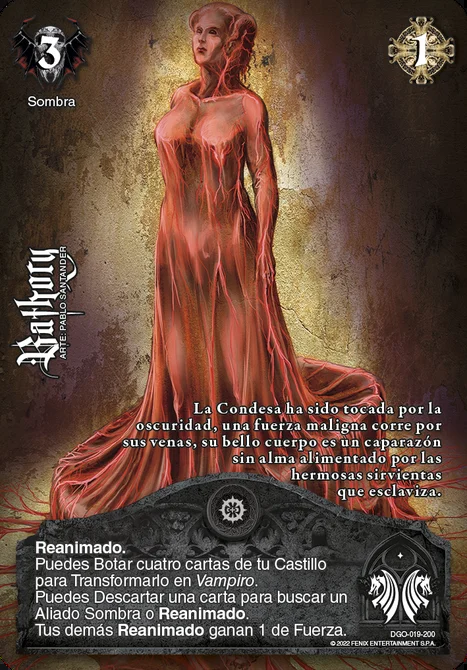 3
1
Sombra
Bathory
ARTE: PABLO SANTANDER
La Condesa ha sido tocada por la
oscuridad, una fuerza maligna corre por
sus venas, su bello cuerpo es un caparazón
sin alma alimentado por las
hermosas sirvientas
que esclaviza.
Reanimado.
Puedes Botar cuatro cartas de tu Castillo
para Transformarlo en Vampiro.
Puedes Descartar una carta para buscar un
Aliado Sombra o Reanimado.
Tus demás Reanimado ganan 1 de Fuerza.
DGO-019-200
© 2022 FENIX ENTERTAINMENT S.P.A.